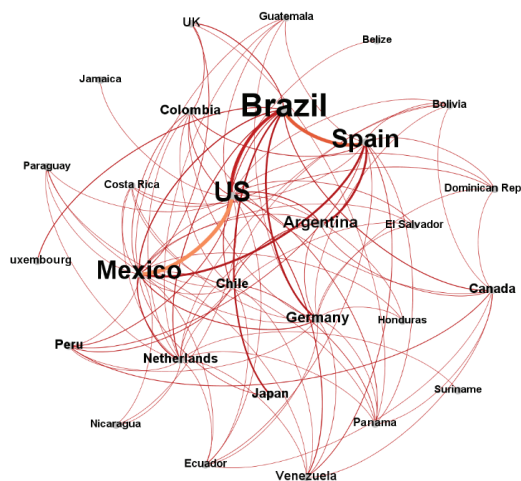 Guatemala
UK
Belize
Jamaica
Brazil
Colombia
Bolivia
Spain
Paraguay
Costa Rica
US
Dominican Rep
Argentina
El Salvador
uxembourg
Mexico
Chile
Canada
Germany
Honduras
Peru
Netherlands
Japan
Suriname
Nicaragua
Panama
Ecuador
Venezuela